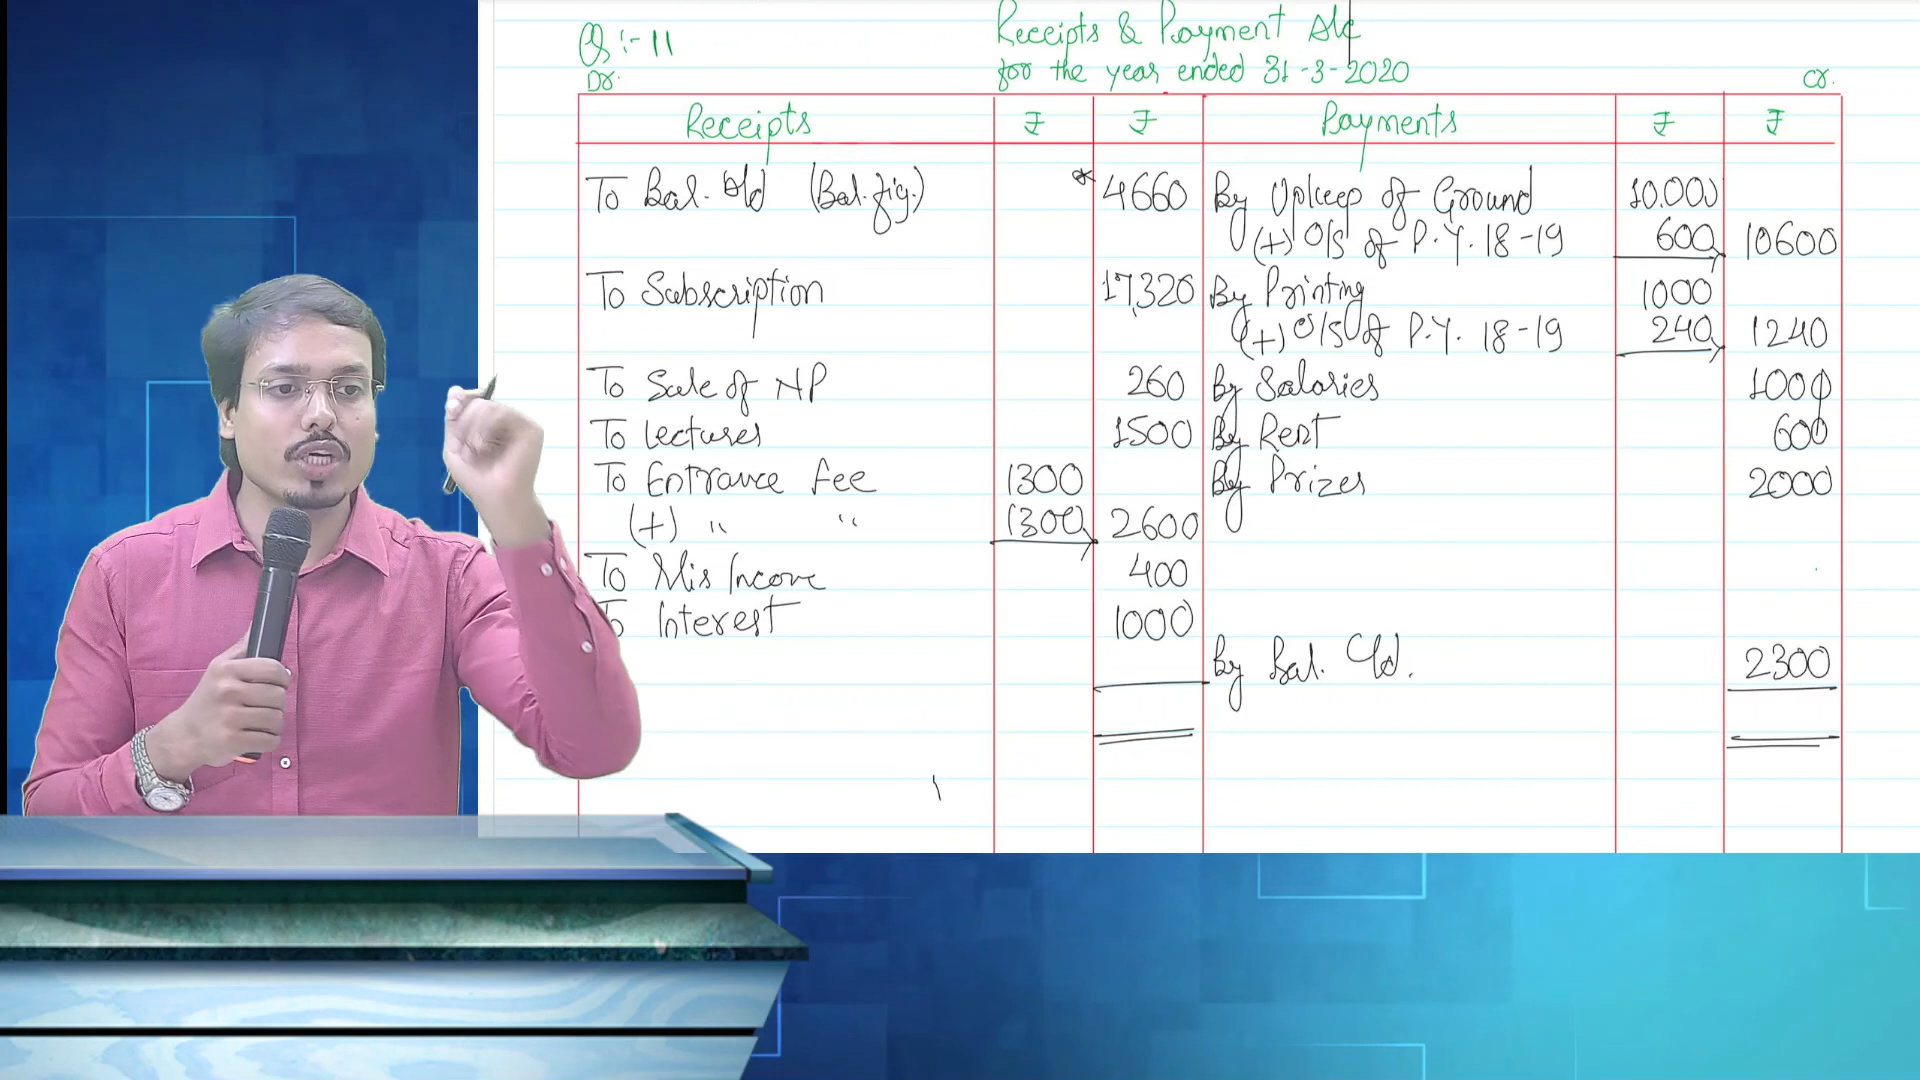 Q:- 11
Receipts & Payment A/c
for the year ended 31-3-2020
Dr. Cr.
Receipts ₹ ₹ Payments ₹ ₹
To Bal. b/d (Bal. fig.) * 4660 By Upkeep of Ground 10,000
(+) O/S of P.Y. 18-19 600 10600
To Subscription 17,320 By Printing 1000
(+) O/S of P.Y. 18-19 240 1240
To Sale of NP 260 By Salaries 1000
To Lectures 1500 By Rent 600
To Entrance Fee 1300 By Prizes 2000
(+) " " 1300 2600
To Mis Income 400
To Interest 1000
By Bal. C/d. 2300